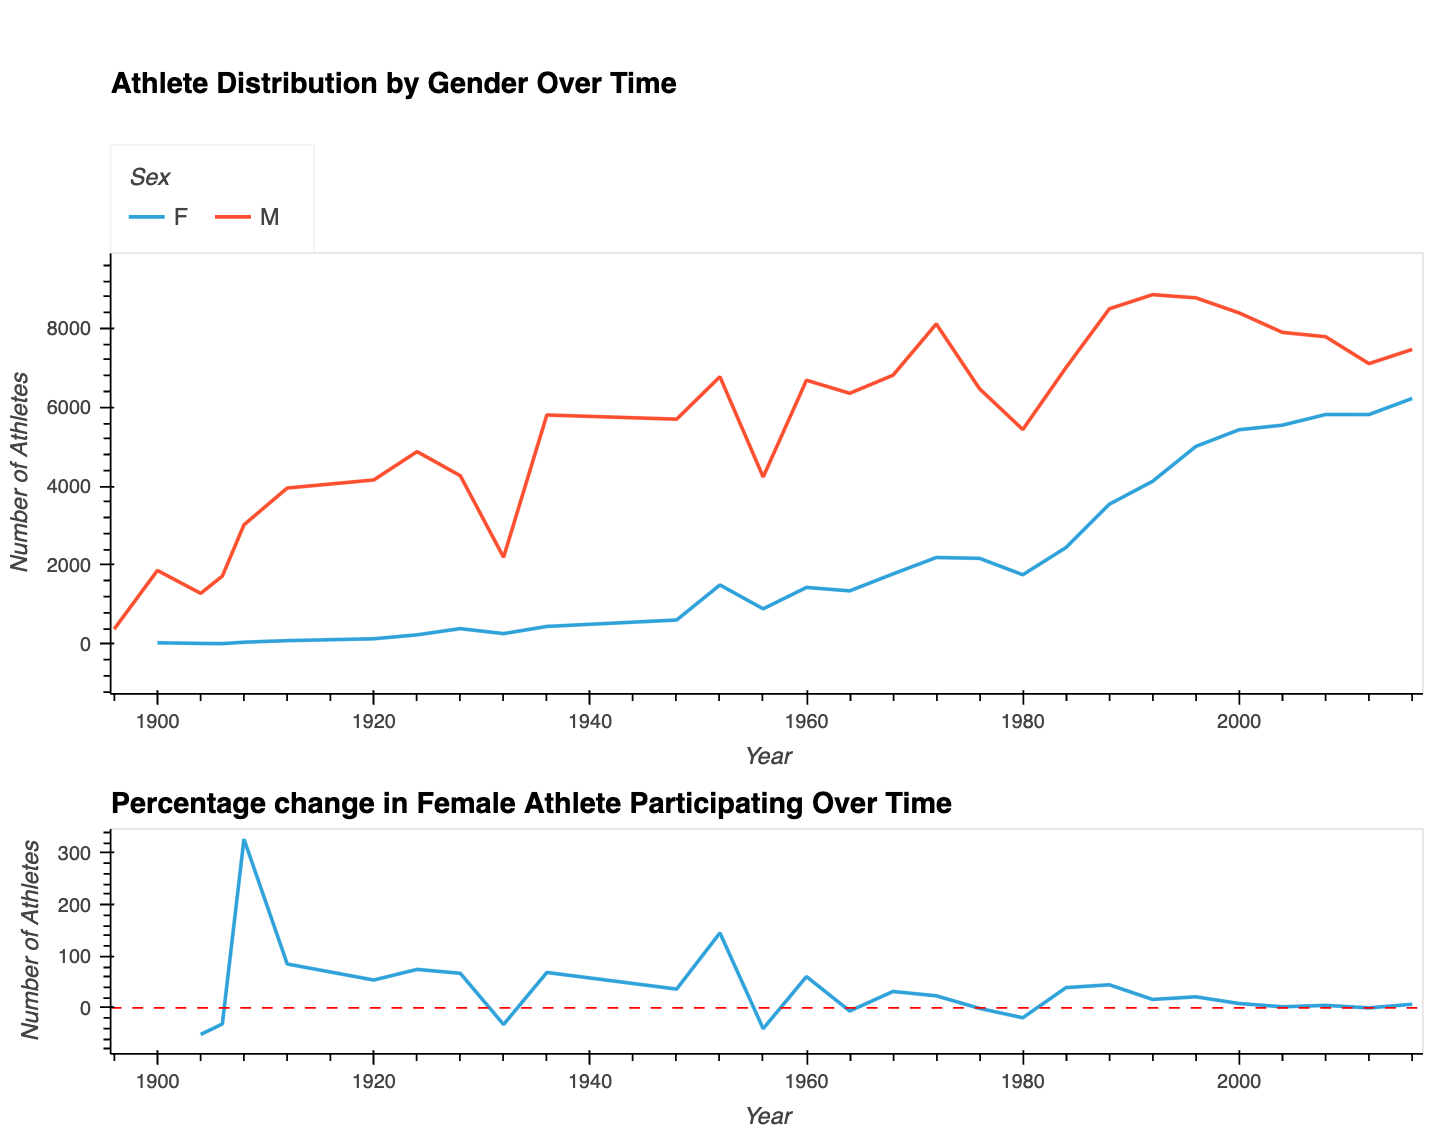 Athlete Distribution by Gender Over Time
Sex
F M
Number of Athletes
8000
6000
4000
2000
0
1900 1920 1940 1960 1980 2000
Year
Percentage change in Female Athlete Participating Over Time
Number of Athletes
300
200
100
0
1900 1920 1940 1960 1980 2000
Year